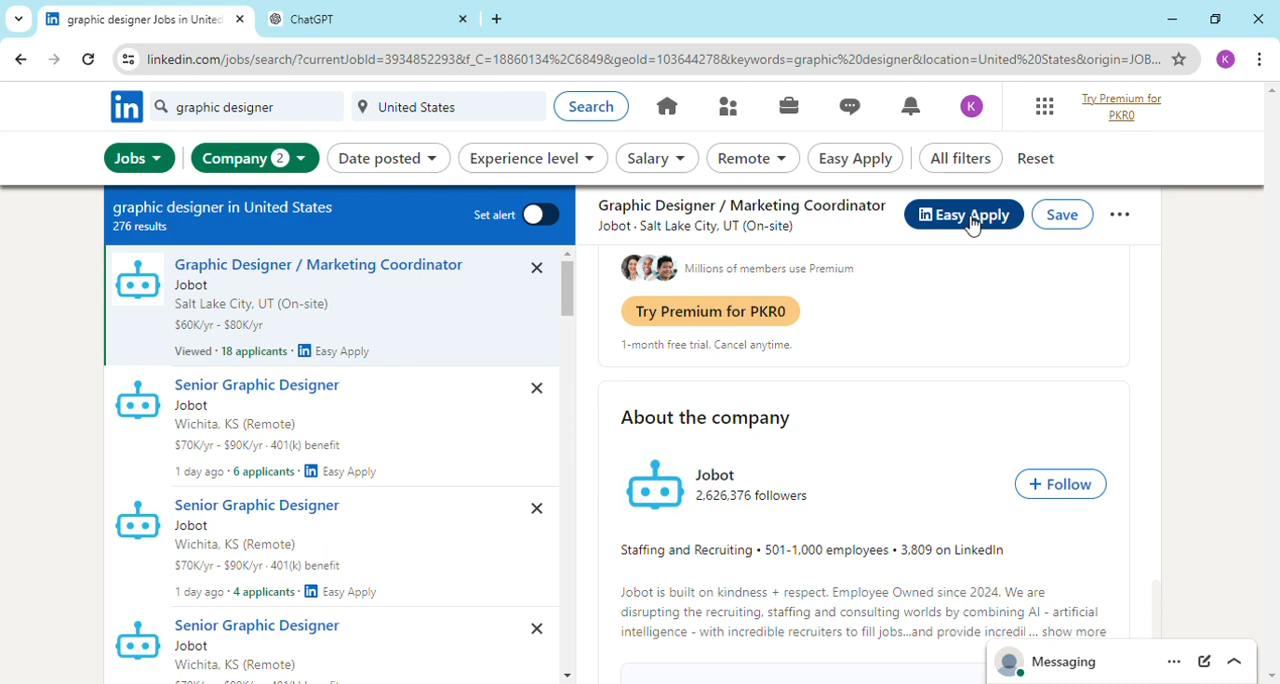 graphic designer Jobs in United
ChatGPT
linkedin.com/jobs/search/?currentJobId=3934852293&f_C=18860134%2C6849&geoId=103644278&keywords=graphic%20designer&location=United%20States&origin=JOB...
K
in
graphic designer
United States
Search
K
Try Premium for
PKR0
Jobs
Company 2
Date posted
Experience level
Salary
Remote
Easy Apply
All filters
Reset
graphic designer in United States
276 results
Set alert
Graphic Designer / Marketing Coordinator
Jobot
Salt Lake City, UT (On-site)
$60K/yr - $80K/yr
Viewed · 18 applicants · in Easy Apply
Senior Graphic Designer
Jobot
Wichita, KS (Remote)
$70K/yr - $90K/yr · 401(k) benefit
1 day ago · 6 applicants · in Easy Apply
Senior Graphic Designer
Jobot
Wichita, KS (Remote)
$70K/yr - $90K/yr · 401(k) benefit
1 day ago · 4 applicants · in Easy Apply
Senior Graphic Designer
Jobot
Wichita, KS (Remote)
Graphic Designer / Marketing Coordinator
Jobot · Salt Lake City, UT (On-site)
in Easy Apply
Save
Millions of members use Premium
Try Premium for PKR0
1-month free trial. Cancel anytime.
About the company
Jobot
2,626,376 followers
+ Follow
Staffing and Recruiting • 501-1,000 employees • 3,809 on LinkedIn
Jobot is built on kindness + respect. Employee Owned since 2024. We are
disrupting the recruiting, staffing and consulting worlds by combining AI - artificial
intelligence - with incredible recruiters to fill jobs...and provide incredil ... show more
Messaging